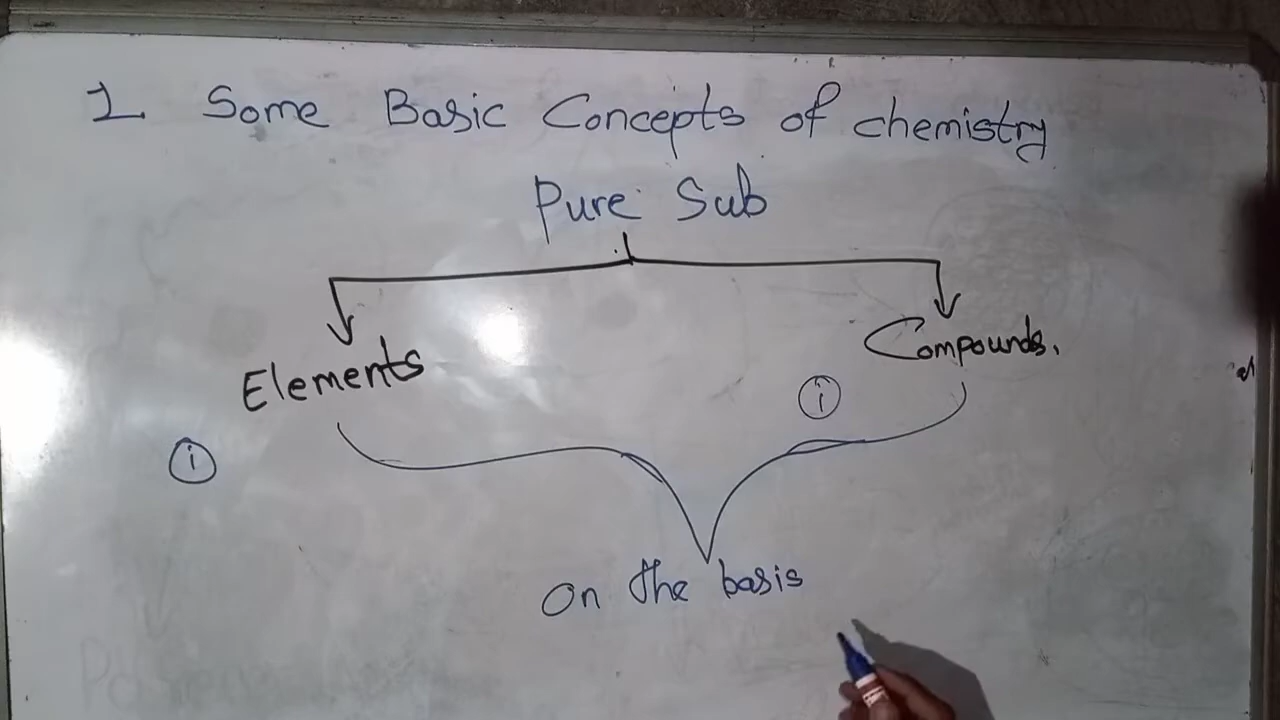 1. Some Basic Concepts of chemistry
Pure Sub
Elements
Compounds.
i
i
on the basis